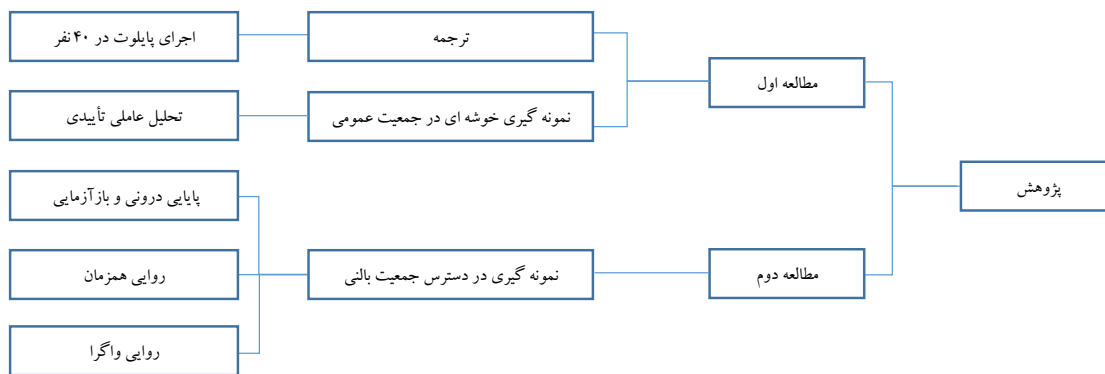 پژوهش
مطالعه اول
ترجمه
اجرای پایلوت در ۴۰ نفر
نمونه گیری خوشه ای در جمعیت عمومی
تحلیل عاملی تأییدی
مطالعه دوم
نمونه گیری در دسترس جمعیت بالنی
پایایی درونی و بازآزمایی
روایی همزمان
روایی واگرا